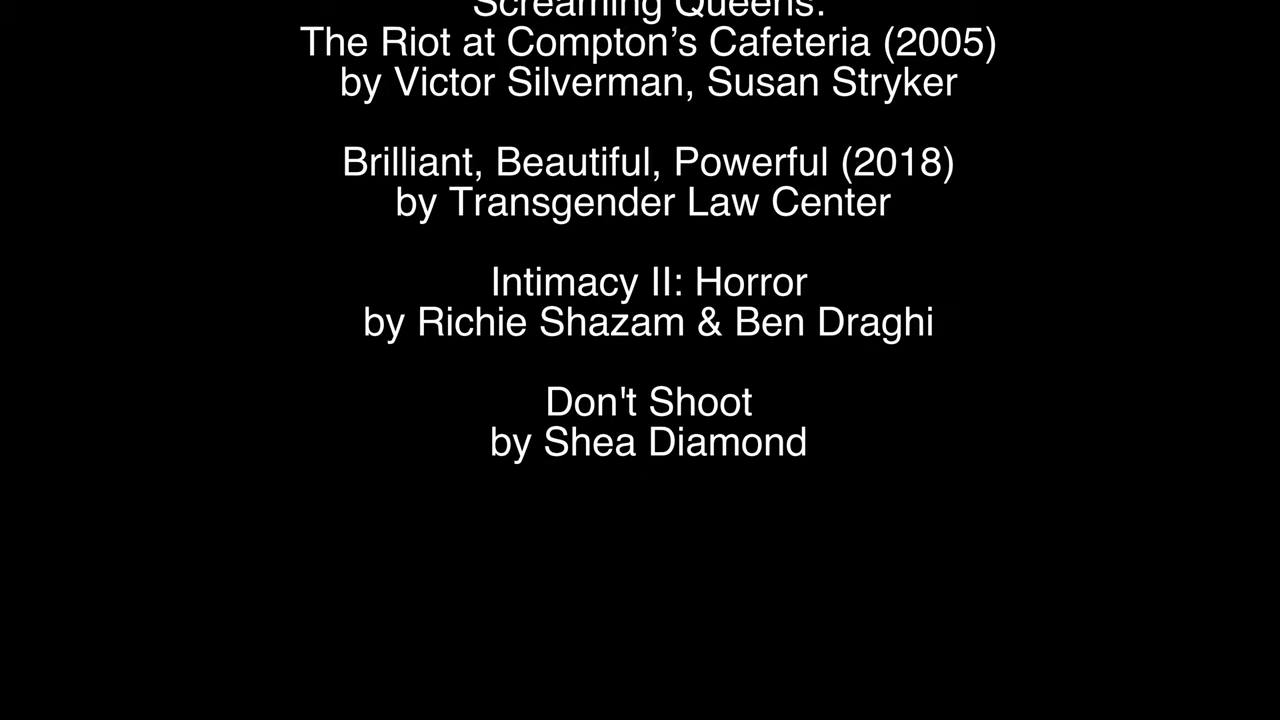 Screaming Queens:
The Riot at Compton’s Cafeteria (2005)
by Victor Silverman, Susan Stryker
Brilliant, Beautiful, Powerful (2018)
by Transgender Law Center
Intimacy II: Horror
by Richie Shazam & Ben Draghi
Don't Shoot
by Shea Diamond